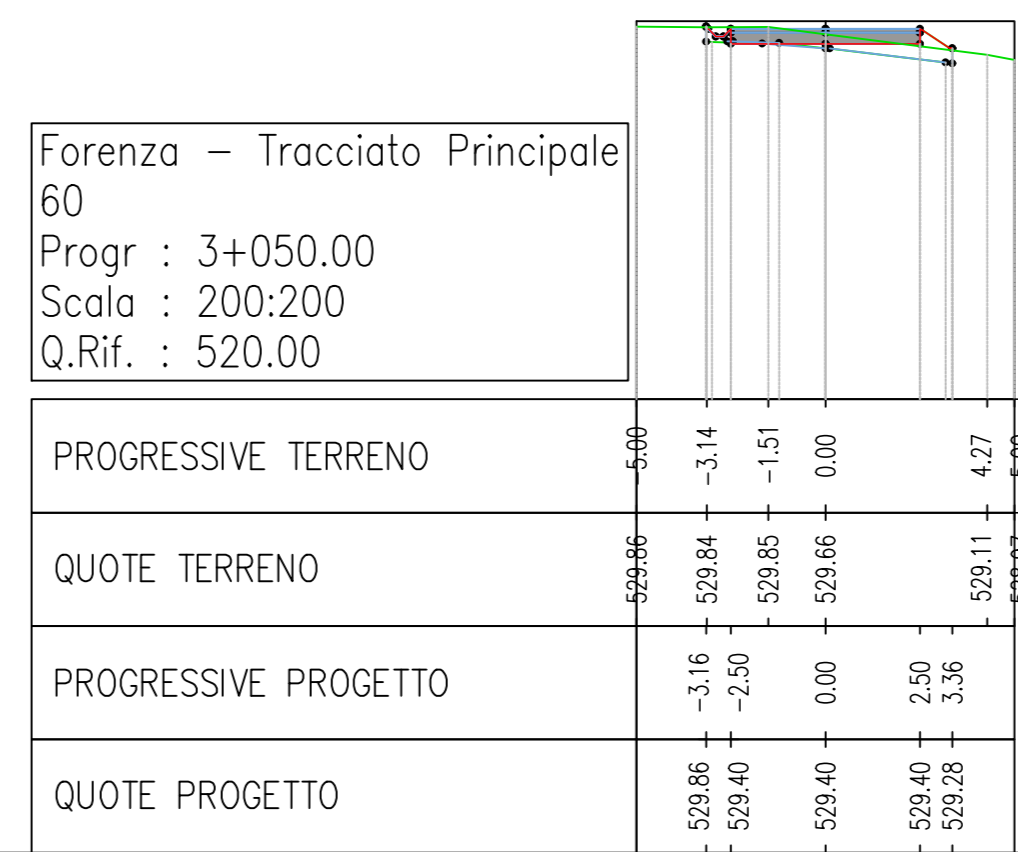 Forenza – Tracciato Principale
60
Progr : 3+050.00
Scala : 200:200
Q.Rif. : 520.00
PROGRESSIVE TERRENO -5.00 -3.14 -1.51 0.00 4.27
QUOTE TERRENO 529.86 529.84 529.85 529.66 529.11
PROGRESSIVE PROGETTO -3.16 -2.50 0.00 2.50 3.36
QUOTE PROGETTO 529.86 529.40 529.40 529.40 529.28